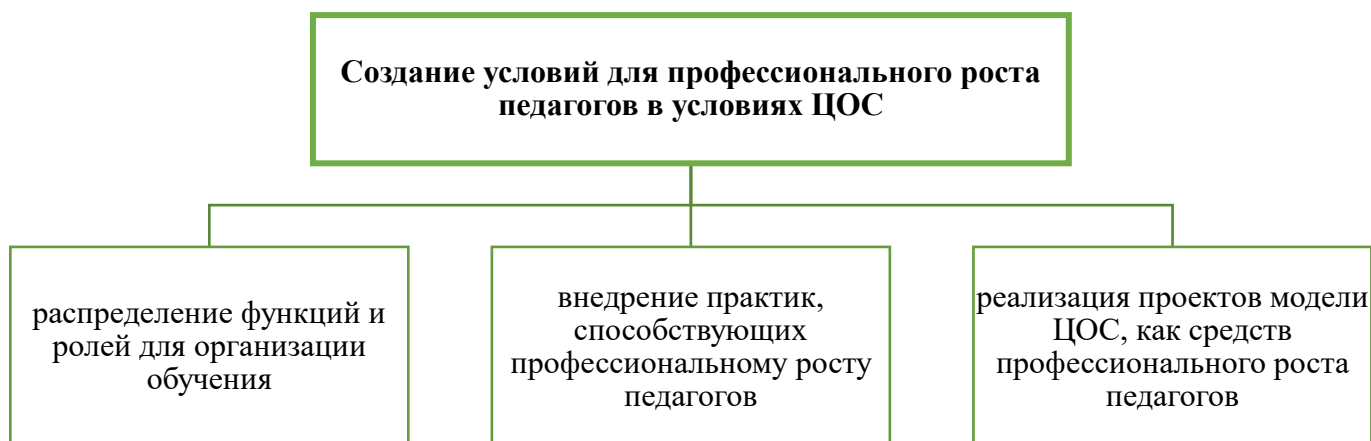 Создание условий для профессионального роста
педагогов в условиях ЦОС
распределение функций и
ролей для организации
обучения
внедрение практик,
способствующих
профессиональному росту
педагогов
реализация проектов модели
ЦОС, как средств
профессионального роста
педагогов